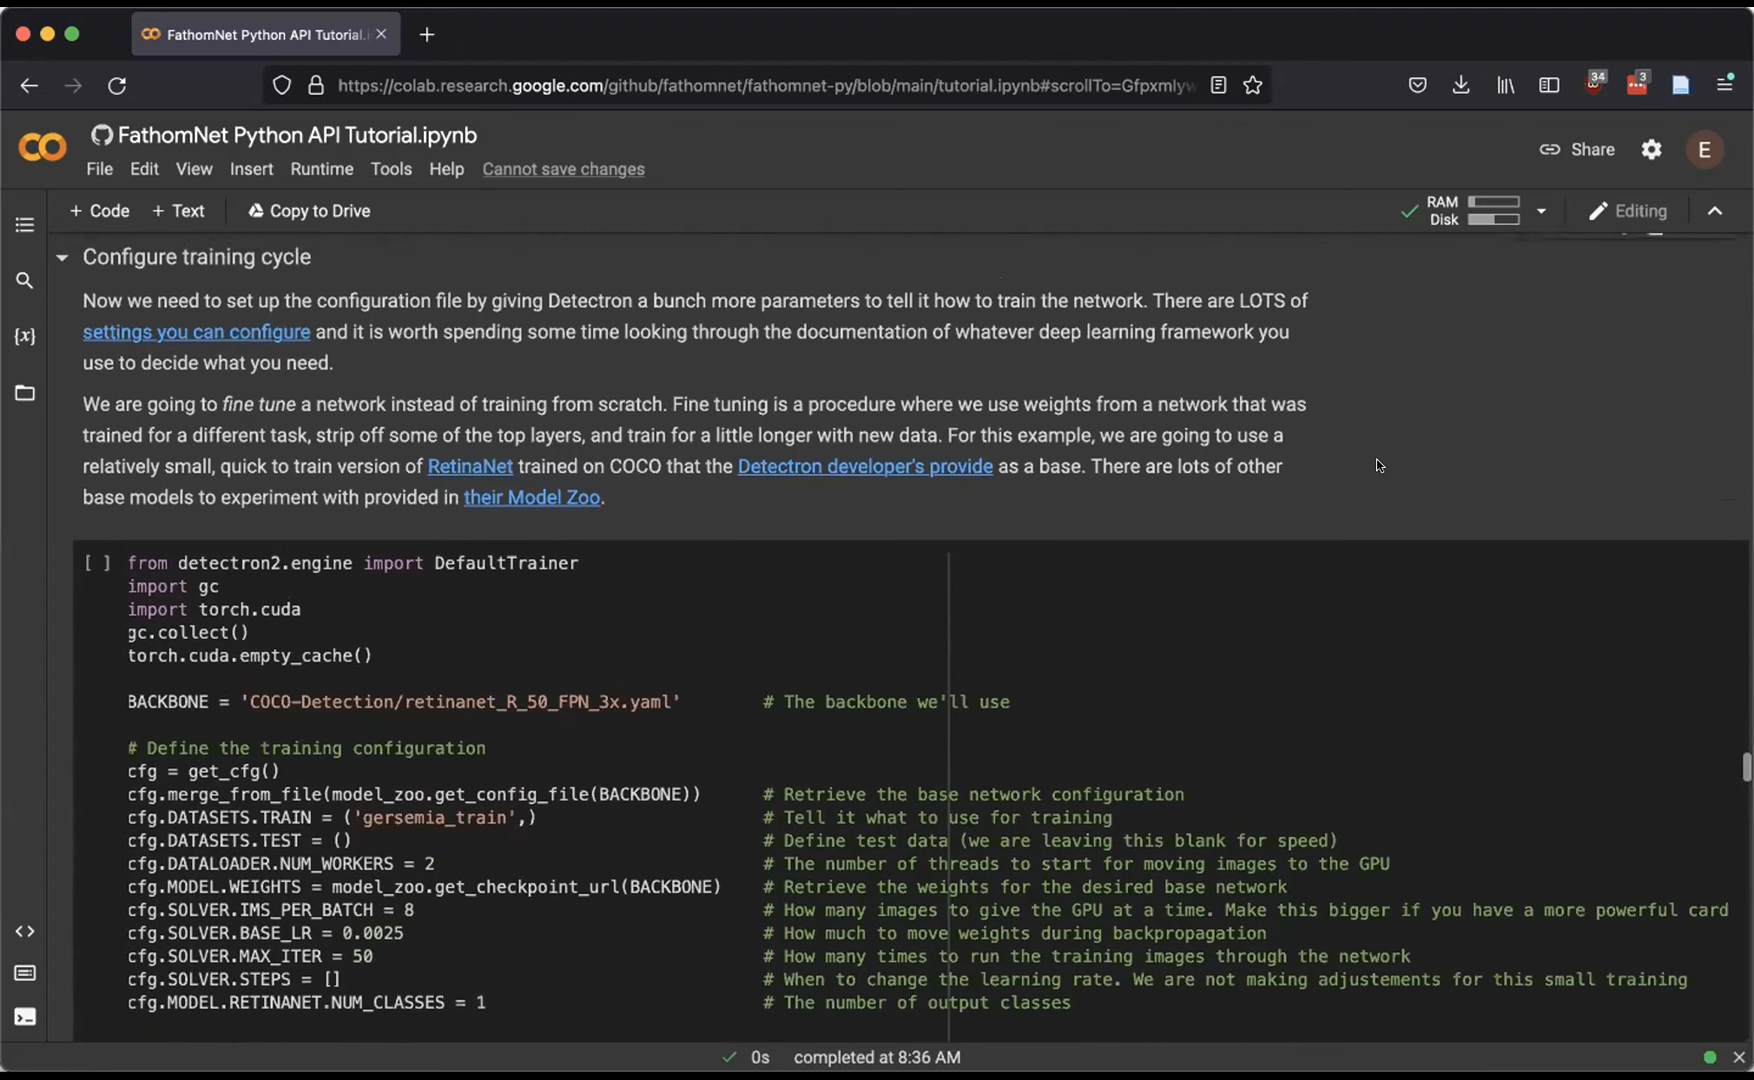 FathomNet Python API Tutorial.i
https://colab.research.google.com/github/fathomnet/fathomnet-py/blob/main/tutorial.ipynb#scrollTo=Gfpxmlyw
34
3
FathomNet Python API Tutorial.ipynb
Share
E
File Edit View Insert Runtime Tools Help Cannot save changes
+ Code + Text Copy to Drive
RAM
Disk
Editing
Configure training cycle
Now we need to set up the configuration file by giving Detectron a bunch more parameters to tell it how to train the network. There are LOTS of
settings you can configure and it is worth spending some time looking through the documentation of whatever deep learning framework you
use to decide what you need.
We are going to fine tune a network instead of training from scratch. Fine tuning is a procedure where we use weights from a network that was
trained for a different task, strip off some of the top layers, and train for a little longer with new data. For this example, we are going to use a
relatively small, quick to train version of RetinaNet trained on COCO that the Detectron developer's provide as a base. There are lots of other
base models to experiment with provided in their Model Zoo.
[ ] from detectron2.engine import DefaultTrainer
import gc
import torch.cuda
gc.collect()
torch.cuda.empty_cache()
BACKBONE = 'COCO-Detection/retinanet_R_50_FPN_3x.yaml' # The backbone we'll use
# Define the training configuration
cfg = get_cfg()
cfg.merge_from_file(model_zoo.get_config_file(BACKBONE)) # Retrieve the base network configuration
cfg.DATASETS.TRAIN = ('gersemia_train',) # Tell it what to use for training
cfg.DATASETS.TEST = () # Define test data (we are leaving this blank for speed)
cfg.DATALOADER.NUM_WORKERS = 2 # The number of threads to start for moving images to the GPU
cfg.MODEL.WEIGHTS = model_zoo.get_checkpoint_url(BACKBONE) # Retrieve the weights for the desired base network
cfg.SOLVER.IMS_PER_BATCH = 8 # How many images to give the GPU at a time. Make this bigger if you have a more powerful card
cfg.SOLVER.BASE_LR = 0.0025 # How much to move weights during backpropagation
cfg.SOLVER.MAX_ITER = 50 # How many times to run the training images through the network
cfg.SOLVER.STEPS = [] # When to change the learning rate. We are not making adjustements for this small training
cfg.MODEL.RETINANET.NUM_CLASSES = 1 # The number of output classes
0s completed at 8:36 AM